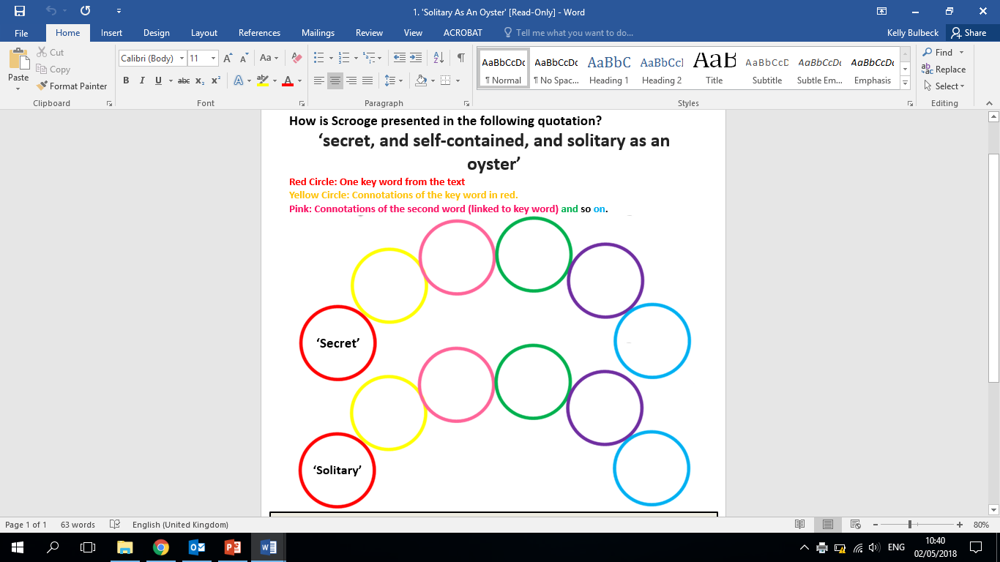 1. 'Solitary As An Oyster' [Read-Only] - Word
File Home Insert Design Layout References Mailings Review View ACROBAT Tell me what you want to do... Kelly Bulbeck Share
Paste
Cut
Copy
Format Painter
Calibri (Body) 11
Aa
B I U abc x₂ x² A ab A
AaBbCcDc AaBbCcDc AaBbC AaBbCcI AaB AaBbCcD AaBbCcDc AaBbCcDc
¶ Normal ¶ No Spac... Heading 1 Heading 2 Title Subtitle Subtle Em... Emphasis
Find
Replace
Select
Clipboard Font Paragraph Styles Editing
How is Scrooge presented in the following quotation?
‘secret, and self-contained, and solitary as an
oyster’
Red Circle: One key word from the text
Yellow Circle: Connotations of the key word in red.
Pink: Connotations of the second word (linked to key word) and so on.
‘Secret’
‘Solitary’
Page 1 of 1 63 words English (United Kingdom) 80%
ENG
10:40
02/05/2018